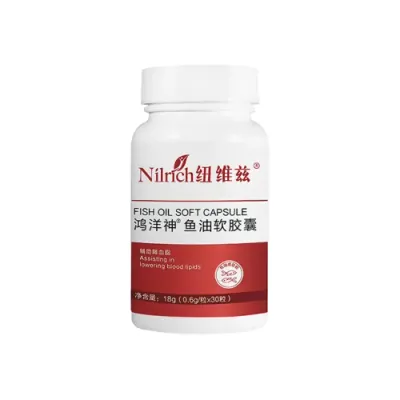 Nilrich纽维兹®
FISH OIL SOFT CAPSULE
鸿洋神®鱼油软胶囊
辅助降血脂
Assisting in
lowering blood lipids
净含量：18g（0.6g/粒x30粒）